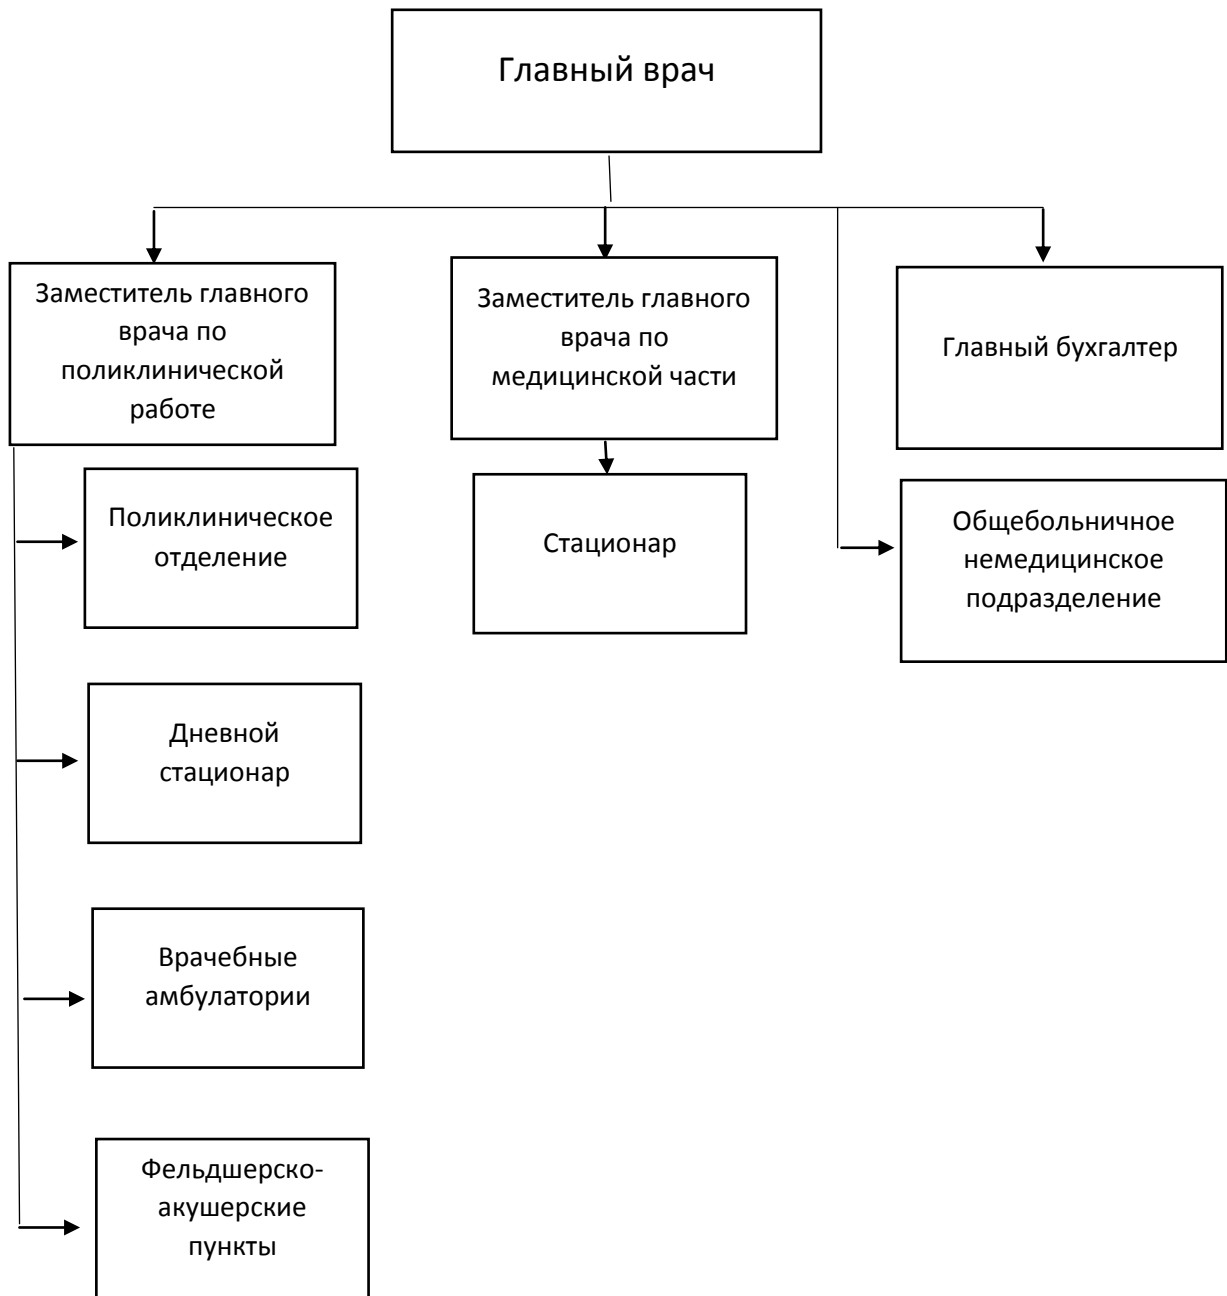 Главный врач
Заместитель главного
врача по
поликлинической
работе
Заместитель главного
врача по
медицинской части
Главный бухгалтер
Поликлиническое
отделение
Стационар
Общебольничное
немедицинское
подразделение
Дневной
стационар
Врачебные
амбулатории
Фельдшерско-
акушерские
пункты